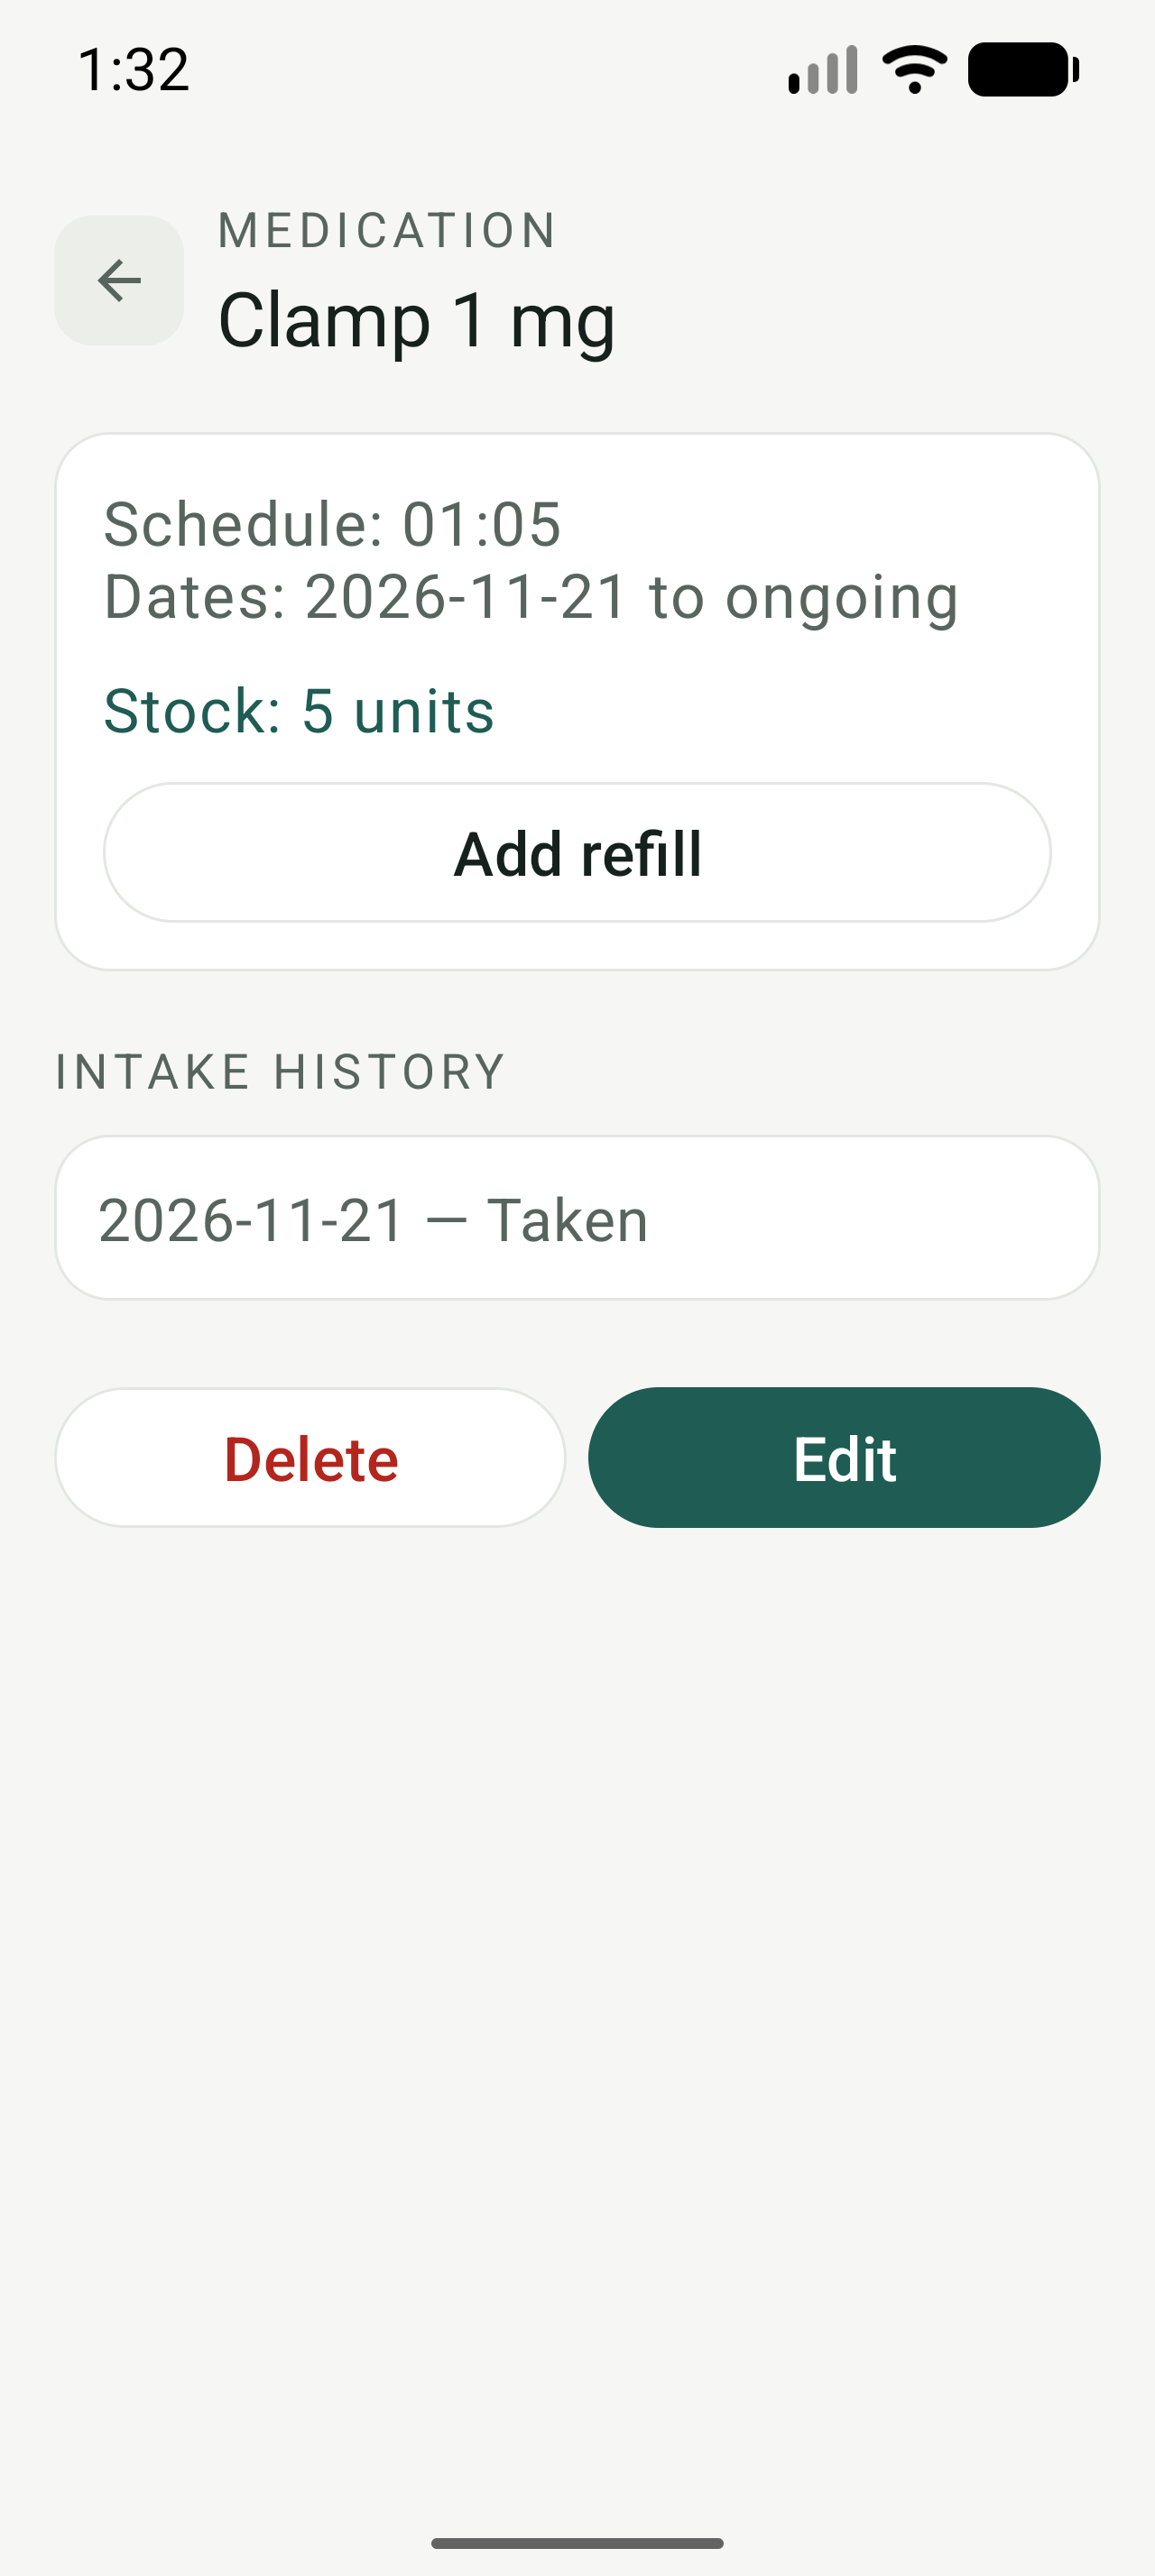 1:32
MEDICATION
Clamp 1 mg
Schedule: 01:05
Dates: 2026-11-21 to ongoing
Stock: 5 units
Add refill
INTAKE HISTORY
2026-11-21 — Taken
Delete
Edit